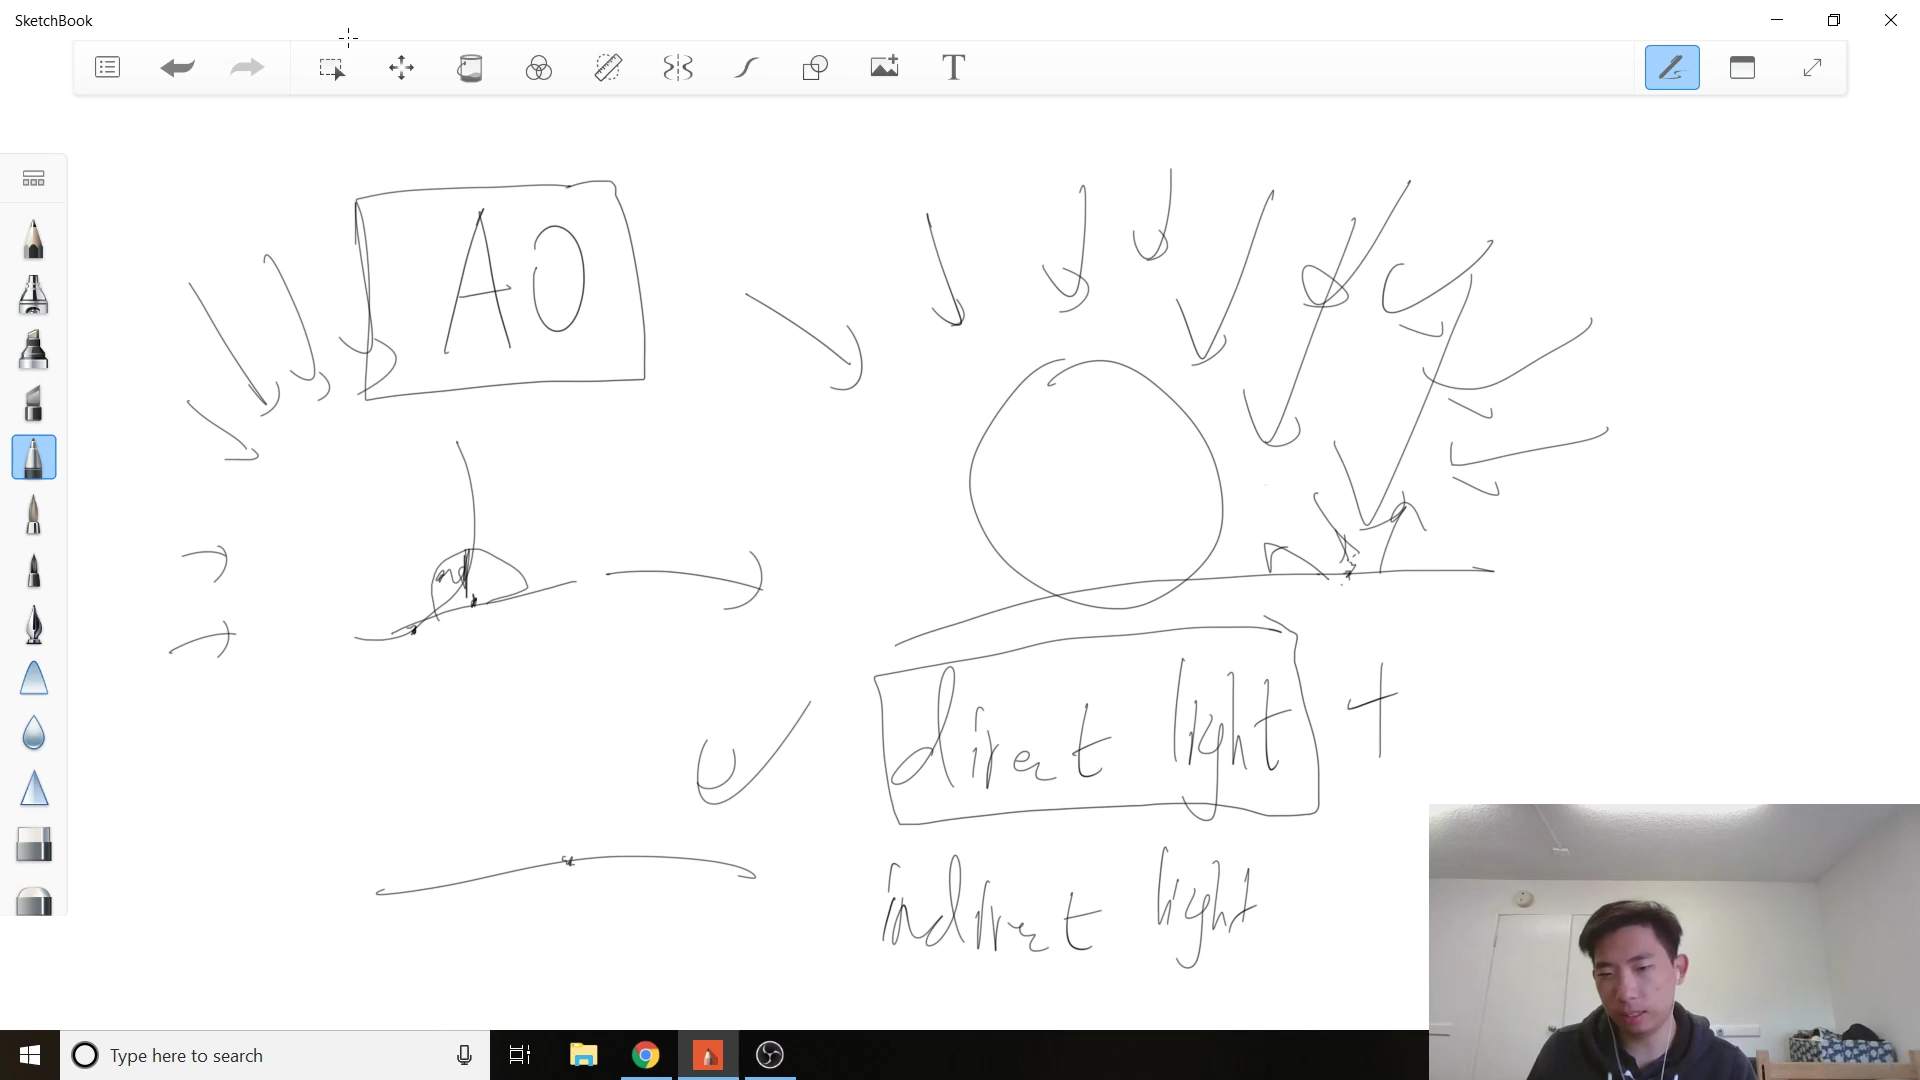 SketchBook
T
AO
direct light +
indirect light
Type here to search